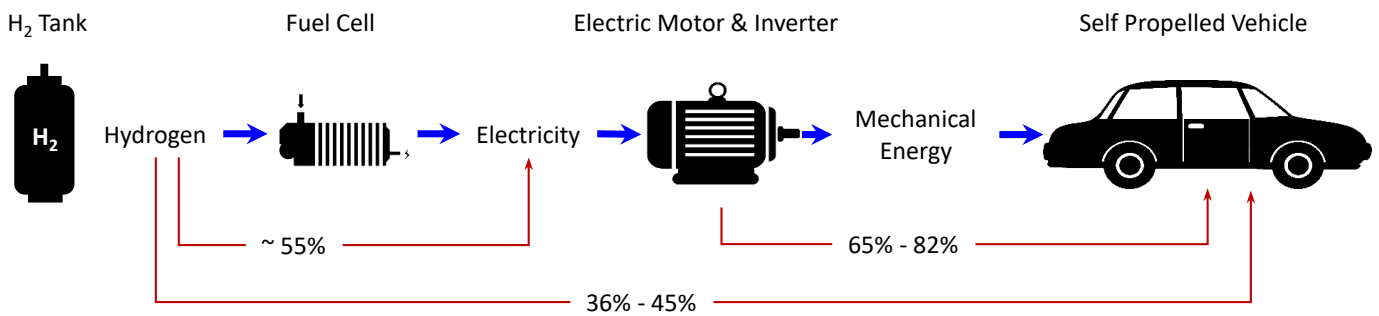 H₂ Tank
Fuel Cell
Electric Motor & Inverter
Self Propelled Vehicle
H₂
Hydrogen
Electricity
Mechanical
Energy
~ 55%
65% - 82%
36% - 45%